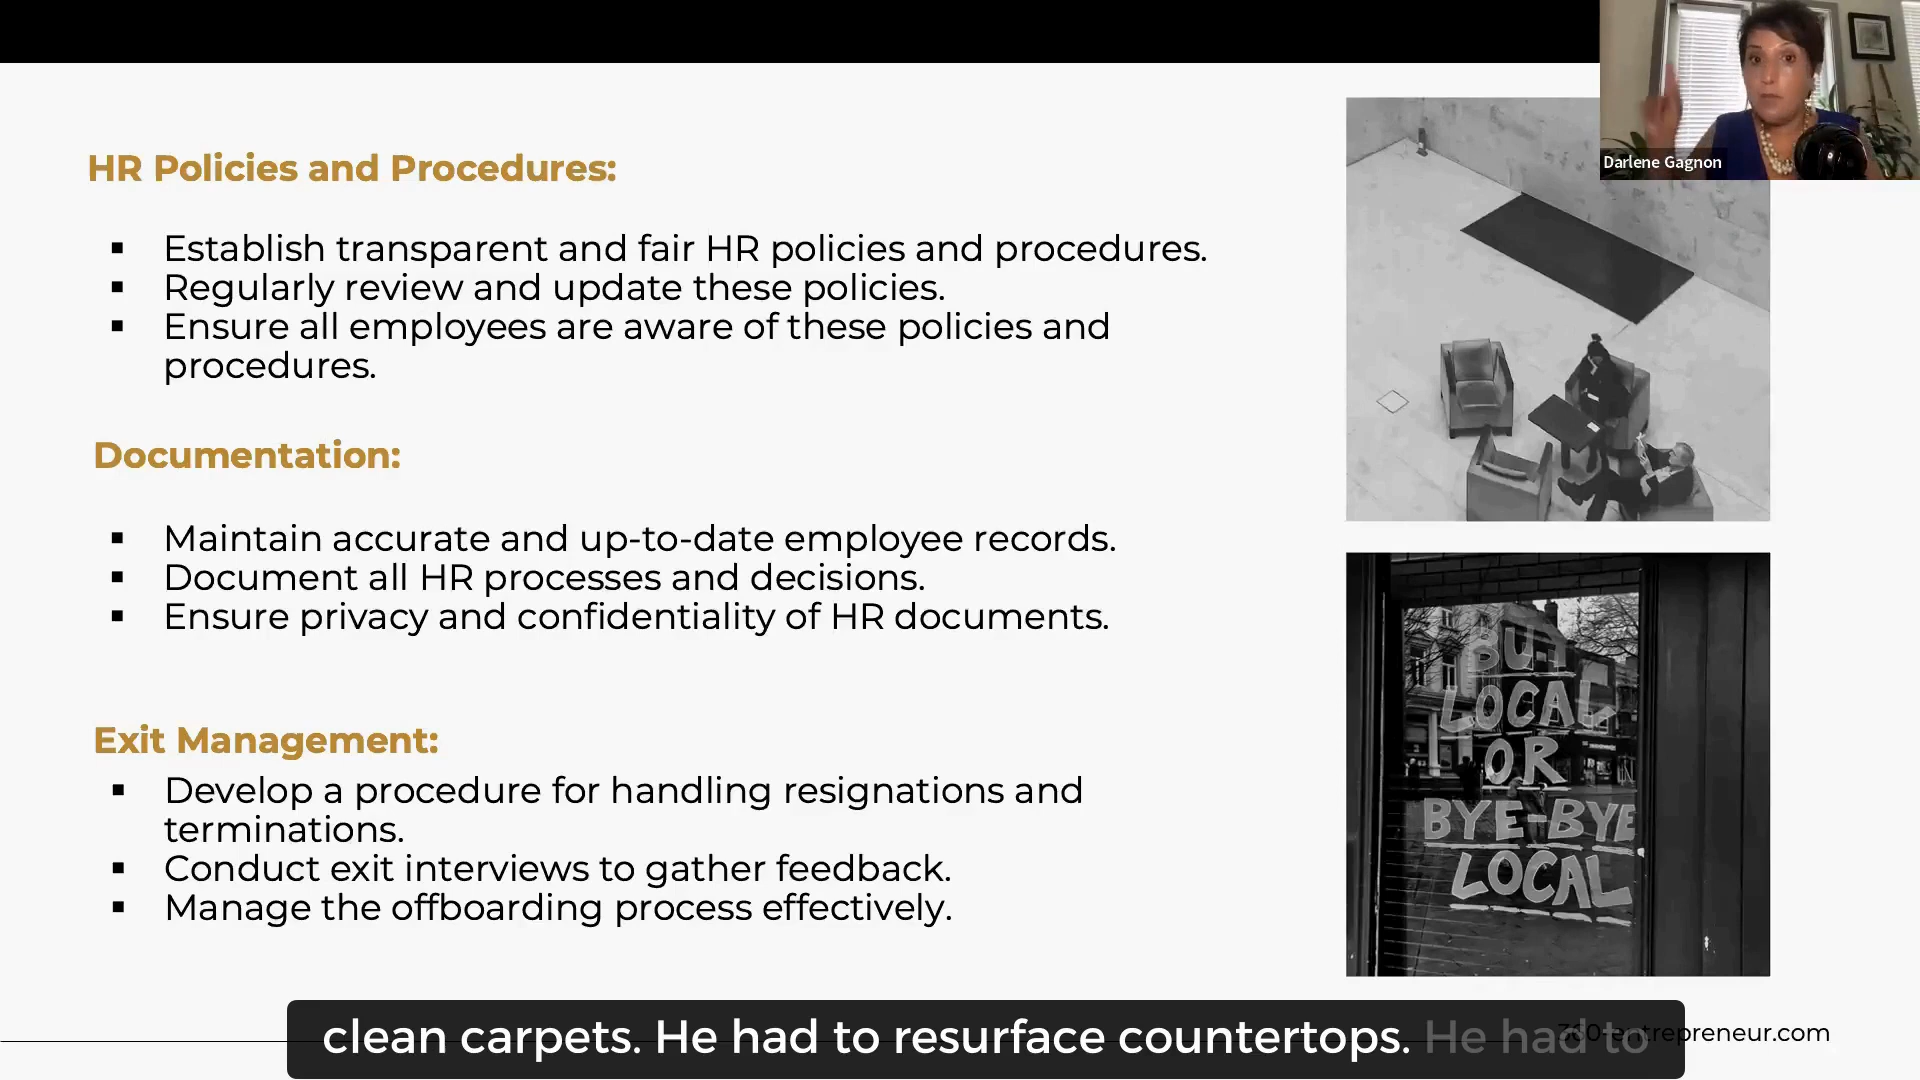 Darlene Gagnon
HR Policies and Procedures:
▪ Establish transparent and fair HR policies and procedures.
▪ Regularly review and update these policies.
▪ Ensure all employees are aware of these policies and
procedures.
Documentation:
▪ Maintain accurate and up-to-date employee records.
▪ Document all HR processes and decisions.
▪ Ensure privacy and confidentiality of HR documents.
Exit Management:
▪ Develop a procedure for handling resignations and
terminations.
▪ Conduct exit interviews to gather feedback.
▪ Manage the offboarding process effectively.
BUY
LOCAL
OR
BYE-BYE
LOCAL
clean carpets. He had to resurface countertops. He had to
360-entrepreneur.com